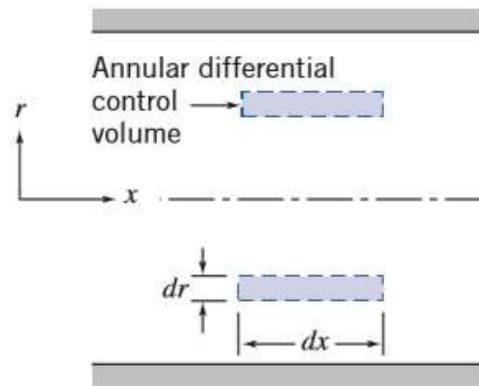 Annular differential
control
volume
r
x
dr
dx